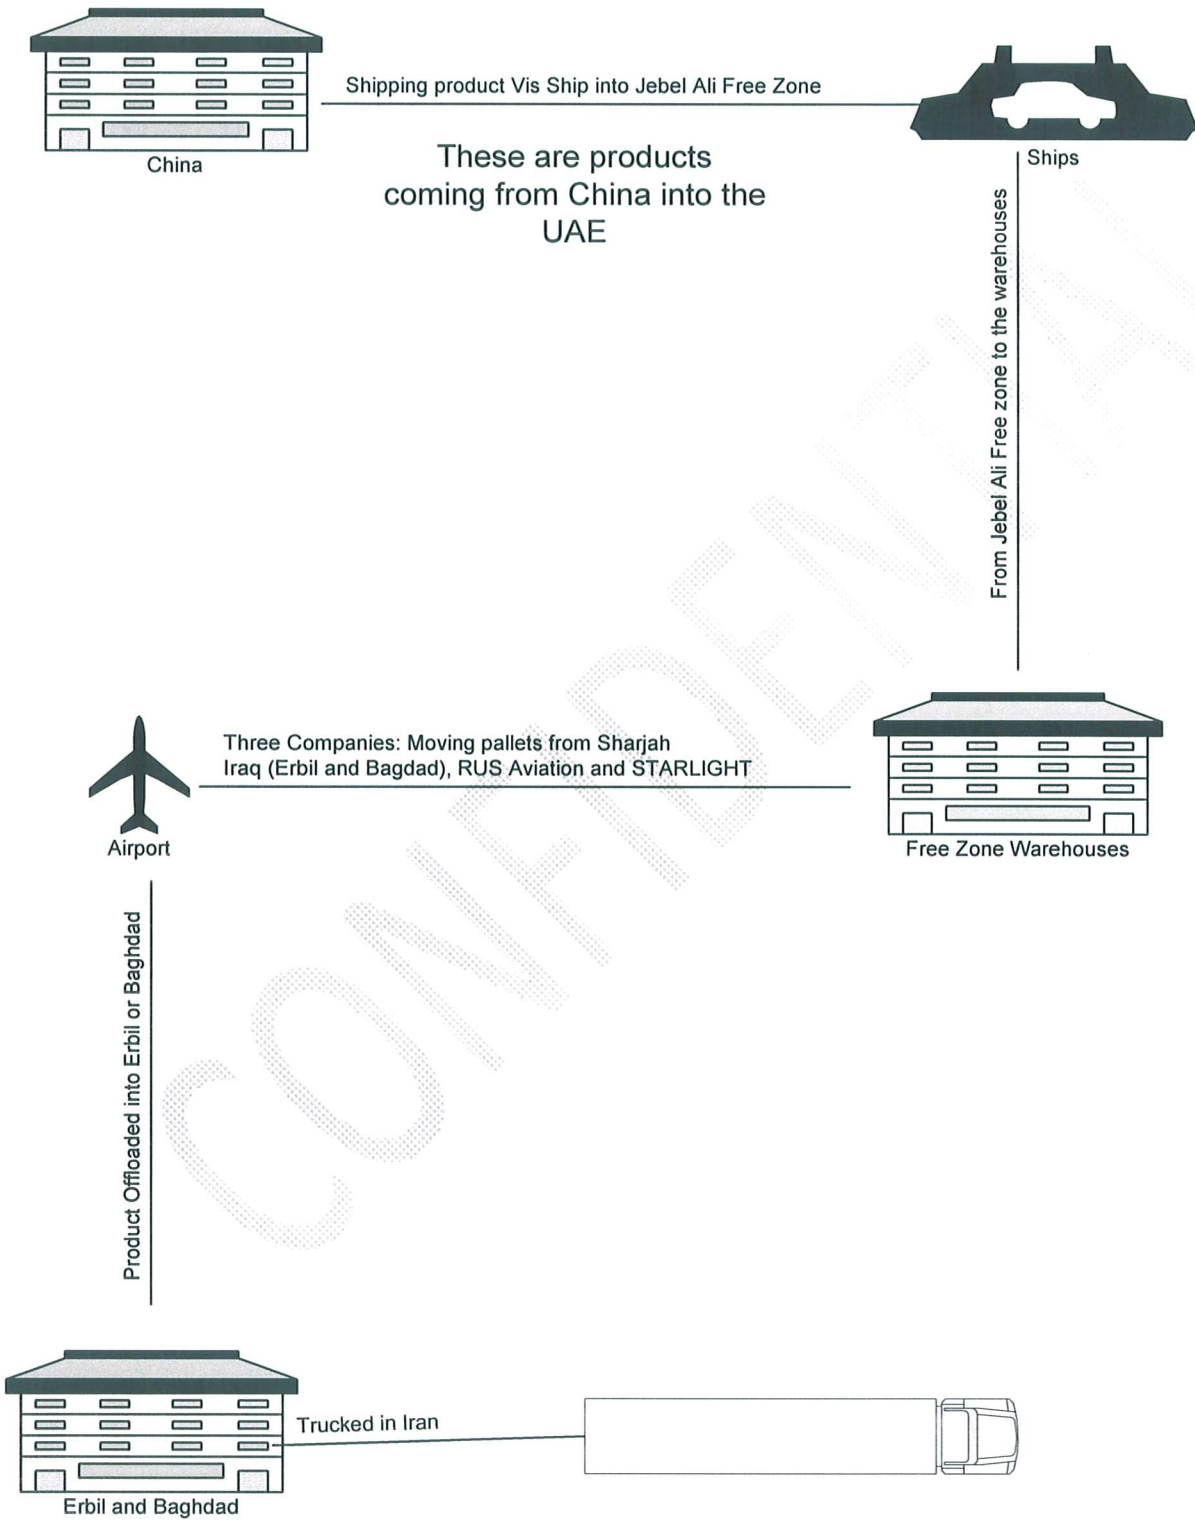 Shipping product Vis Ship into Jebel Ali Free Zone
China
Ships
These are products
coming from China into the
UAE
From Jebel Ali Free zone to the warehouses
Three Companies: Moving pallets from Sharjah
Iraq (Erbil and Bagdad), RUS Aviation and STARLIGHT
Airport
Free Zone Warehouses
Product Offloaded into Erbil or Baghdad
Trucked in Iran
Erbil and Baghdad
CONFIDENTIAL